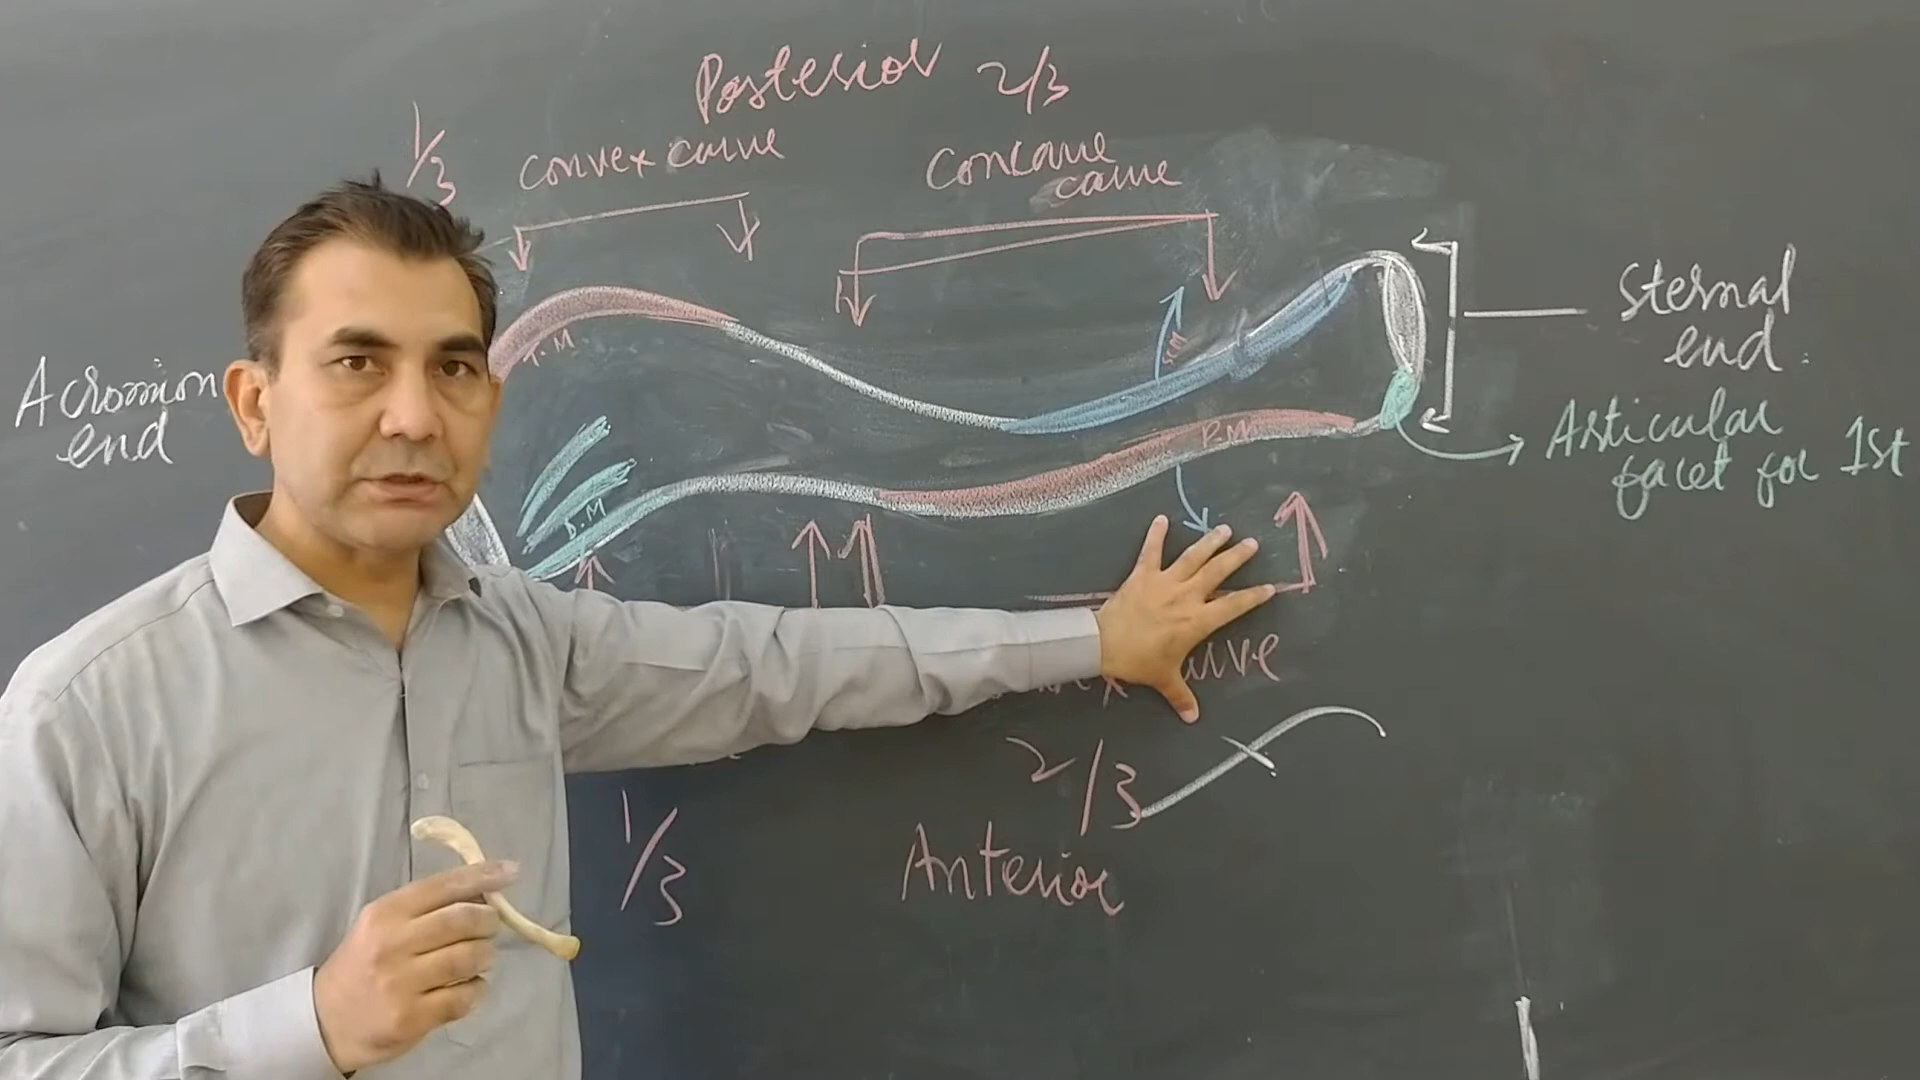 Posterior 2/3
1/3
convex curve
Concave
curve
T.M
SCM
Sternal
end
Acromion
end
P.M
Articular
facet for 1st
D.M
2/3
1/3
Anterior